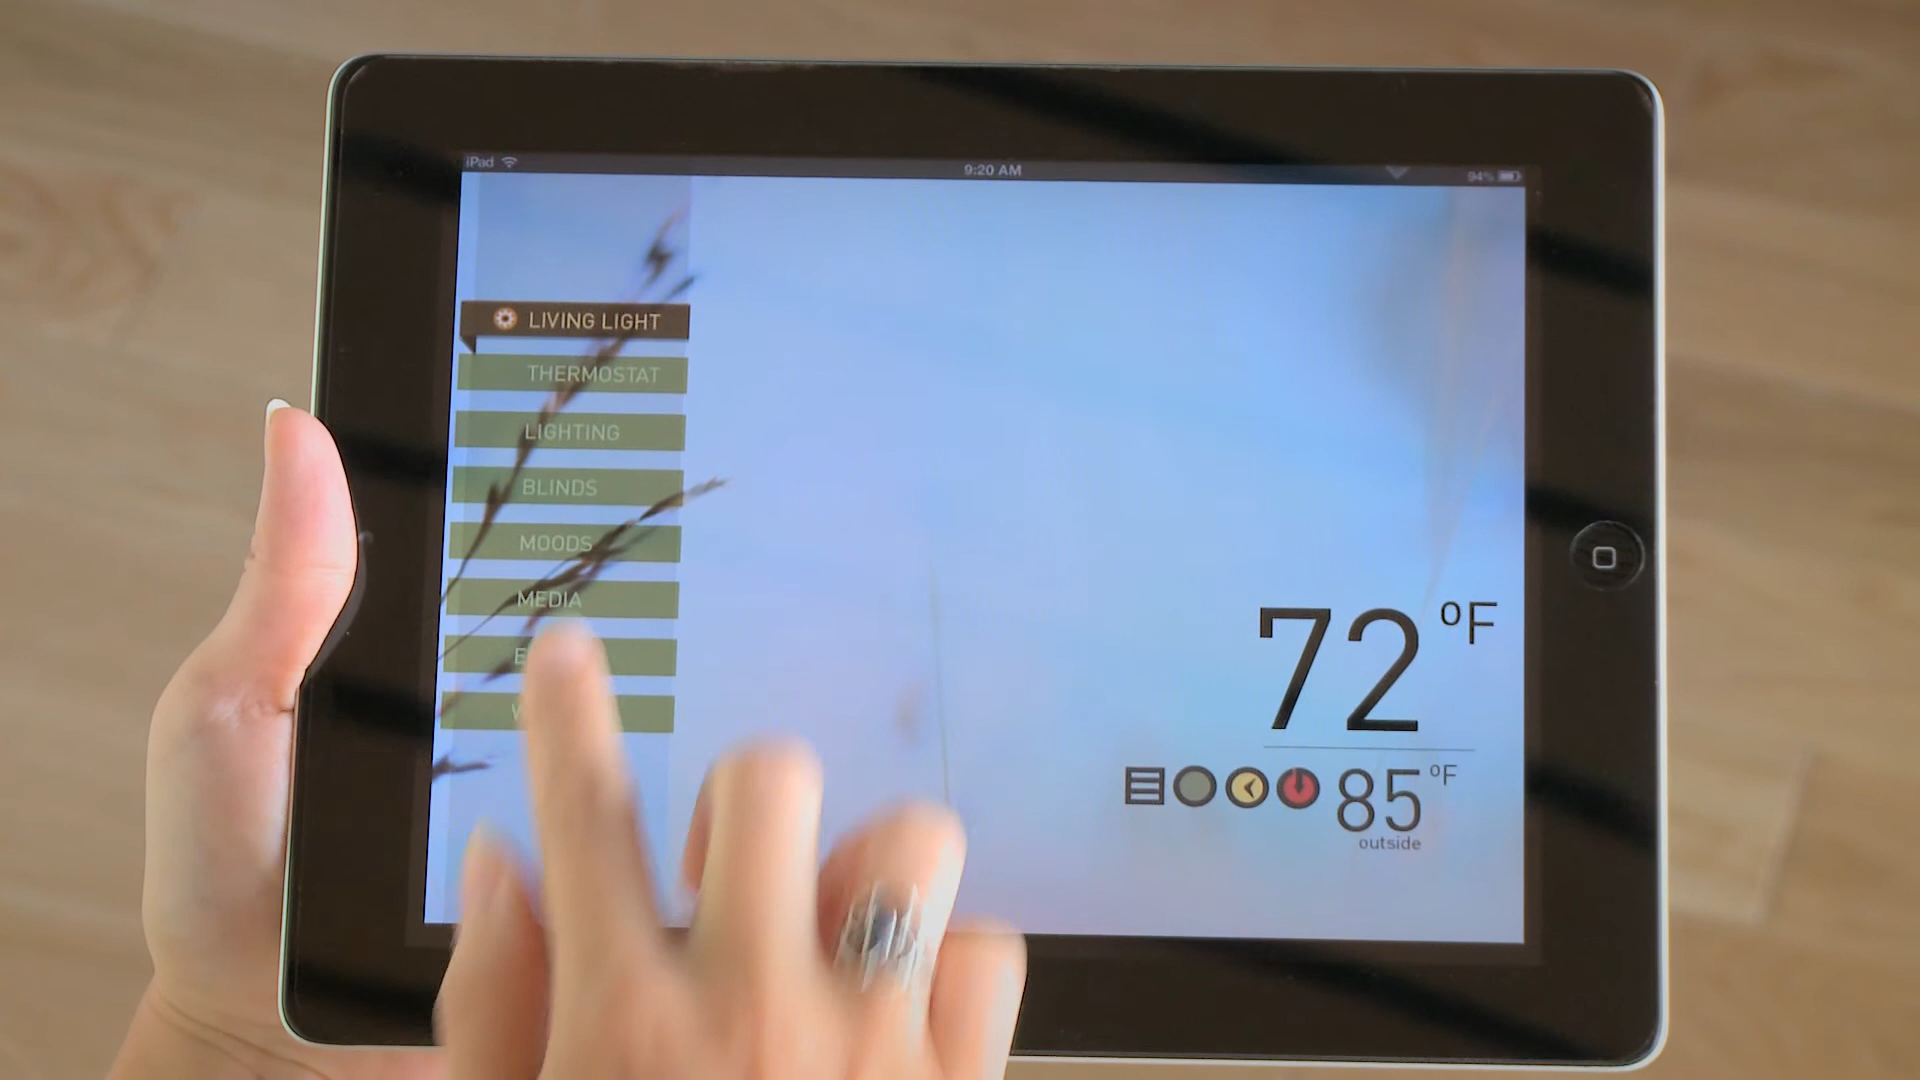 iPad
9:20 AM
94%
LIVING LIGHT
THERMOSTAT
LIGHTING
BLINDS
MOODS
MEDIA
72 °F
85 °F
outside